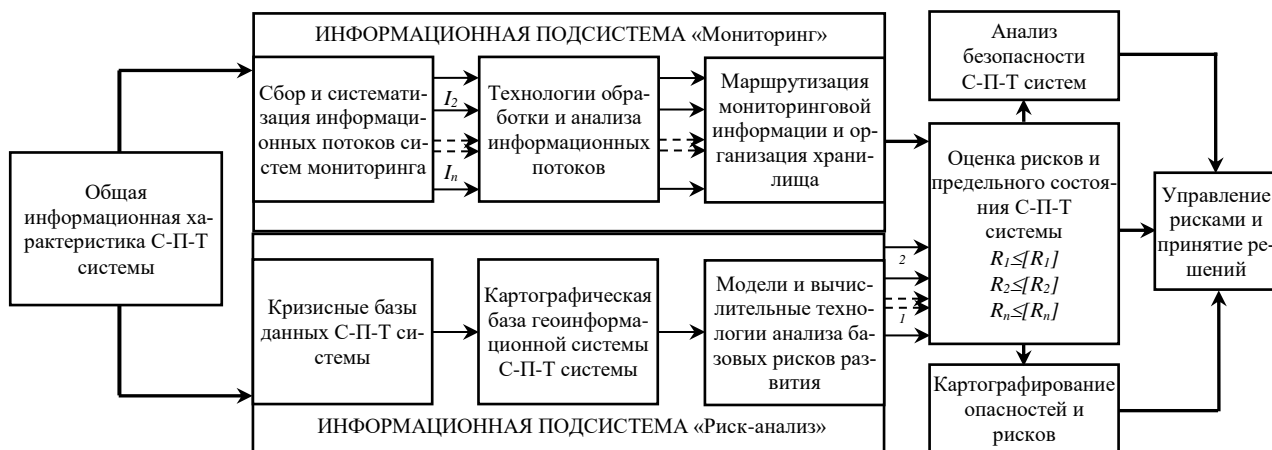 ИНФОРМАЦИОННАЯ ПОДСИСТЕМА «Мониторинг»
Общая
информационная ха-
рактеристика С-П-Т
системы
Сбор и системати-
зация информаци-
онных потоков сис-
тем мониторинга
I2
In
Технологии обра-
ботки и анализа
информационных
потоков
Маршрутизация
мониторинговой
информации и ор-
ганизация храни-
лища
Кризисные базы
данных С-П-Т си-
стемы
Картографическая
база геоинформа-
ционной системы
С-П-Т системы
Модели и вычис-
лительные техно-
логии анализа ба-
зовых рисков раз-
вития
ИНФОРМАЦИОННАЯ ПОДСИСТЕМА «Риск-анализ»
2
1
Анализ
безопасности
С-П-Т систем
Оценка рисков и
предельного состоя-
ния С-П-Т
системы
R1≤[R1]
R2≤[R2]
Rn≤[Rn]
Картографирование
опасностей и
рисков
Управление
рисками и
принятие ре-
шений